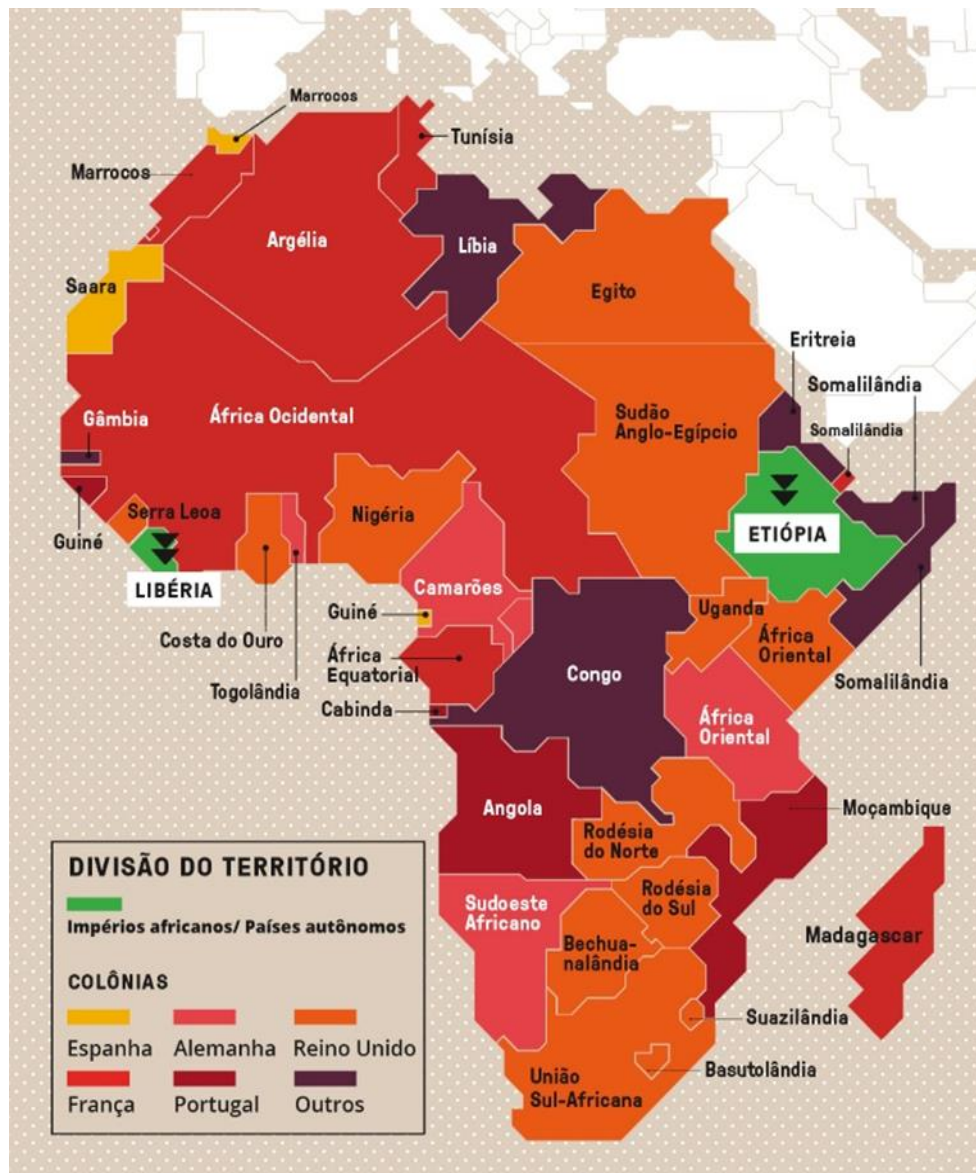 Marrocos
Marrocos
Tunísia
Argélia
Líbia
Egito
Saara
Eritreia
Somalilândia
Somalilândia
Gâmbia
África Ocidental
Sudão
Anglo-Egípcio
Guiné
Serra Leoa
Nigéria
ETIÓPIA
LIBÉRIA
Camarões
Guiné
Uganda
Costa do Ouro
África
Equatorial
Congo
África
Oriental
Somalilândia
Togolândia
Cabinda
África
Oriental
Angola
Moçambique
Rodésia
do Norte
Rodésia
do Sul
Sudoeste
Africano
Bechua-
nalândia
Madagascar
Suazilândia
Basutolândia
União
Sul-Africana
DIVISÃO DO TERRITÓRIO
Impérios africanos/ Países autônomos
COLÔNIAS
Espanha Alemanha Reino Unido
França Portugal Outros